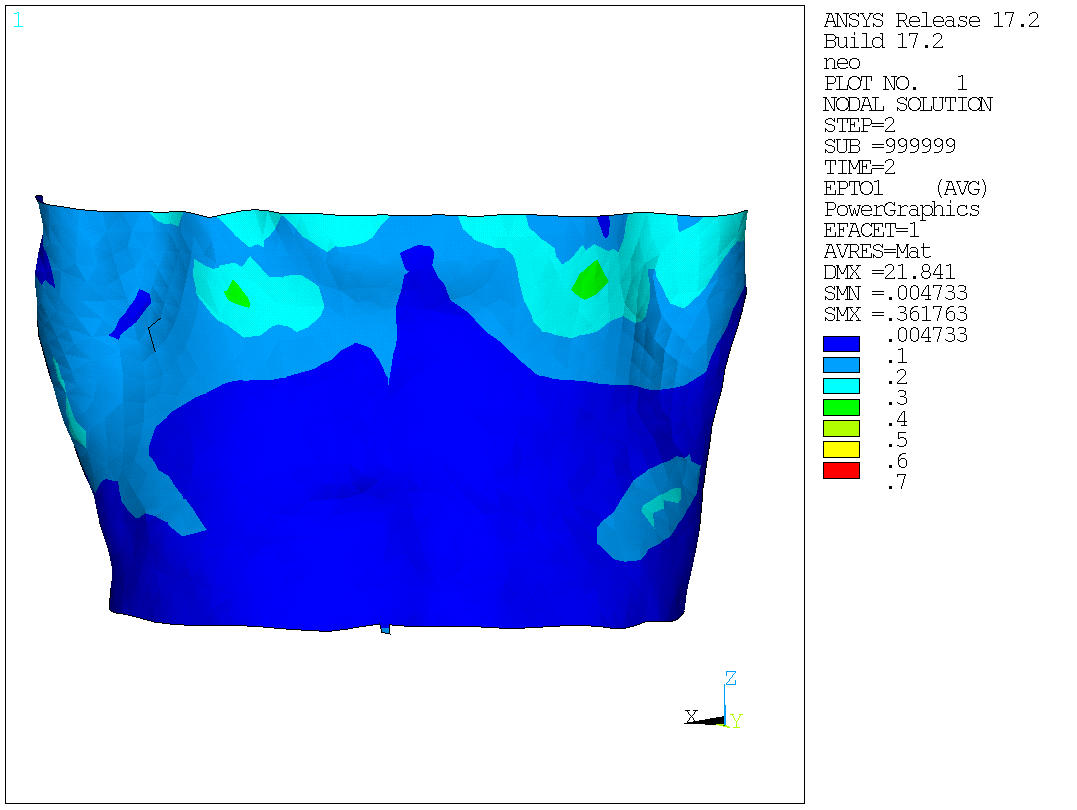 1
ANSYS Release 17.2
Build 17.2
neo
PLOT NO. 1
NODAL SOLUTION
STEP=2
SUB =999999
TIME=2
EPTO1 (AVG)
PowerGraphics
EFACET=1
AVRES=Mat
DMX =21.841
SMN =.004733
SMX =.361763
.004733
.1
.2
.3
.4
.5
.6
.7
Z
X
Y